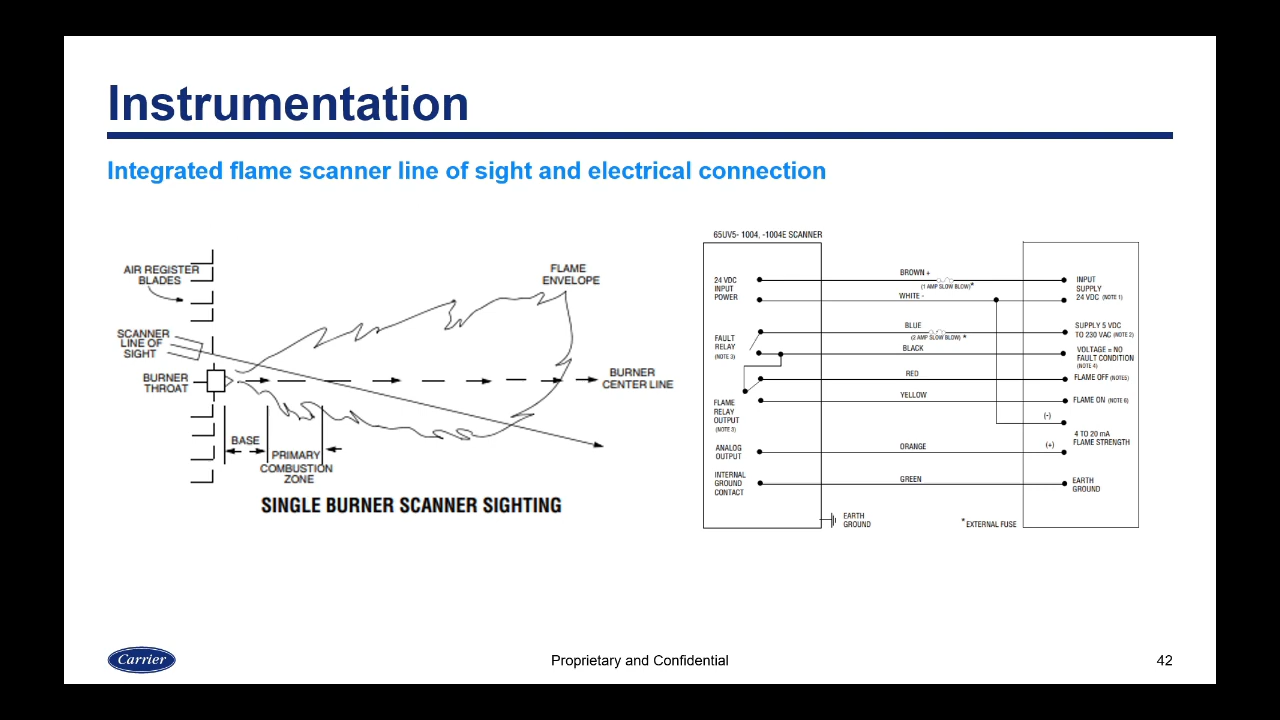 Instrumentation
Integrated flame scanner line of sight and electrical connection
AIR REGISTER
BLADES
FLAME
ENVELOPE
SCANNER
LINE OF
SIGHT
BURNER
THROAT
BURNER
CENTER LINE
BASE
PRIMARY
COMBUSTION
ZONE
SINGLE BURNER SCANNER SIGHTING
65UV5- 1004, -1004E SCANNER
24 VDC
INPUT
POWER
BROWN +
(1 AMP SLOW BLOW)*
WHITE -
INPUT
SUPPLY
24 VDC (NOTE 1)
FAULT
RELAY
(NOTE 3)
BLUE
(2 AMP SLOW BLOW) *
BLACK
SUPPLY 5 VDC
TO 230 VAC (NOTE 2)
VOLTAGE = NO
FAULT CONDITION
(NOTE 4)
RED
FLAME OFF (NOTE5)
FLAME
RELAY
OUTPUT
(NOTE 3)
YELLOW
FLAME ON (NOTE 6)
(-)
4 TO 20 mA
FLAME STRENGTH
(+)
ANALOG
OUTPUT
ORANGE
INTERNAL
GROUND
CONTACT
GREEN
EARTH
GROUND
EARTH
GROUND
*EXTERNAL FUSE
Carrier
Proprietary and Confidential
42